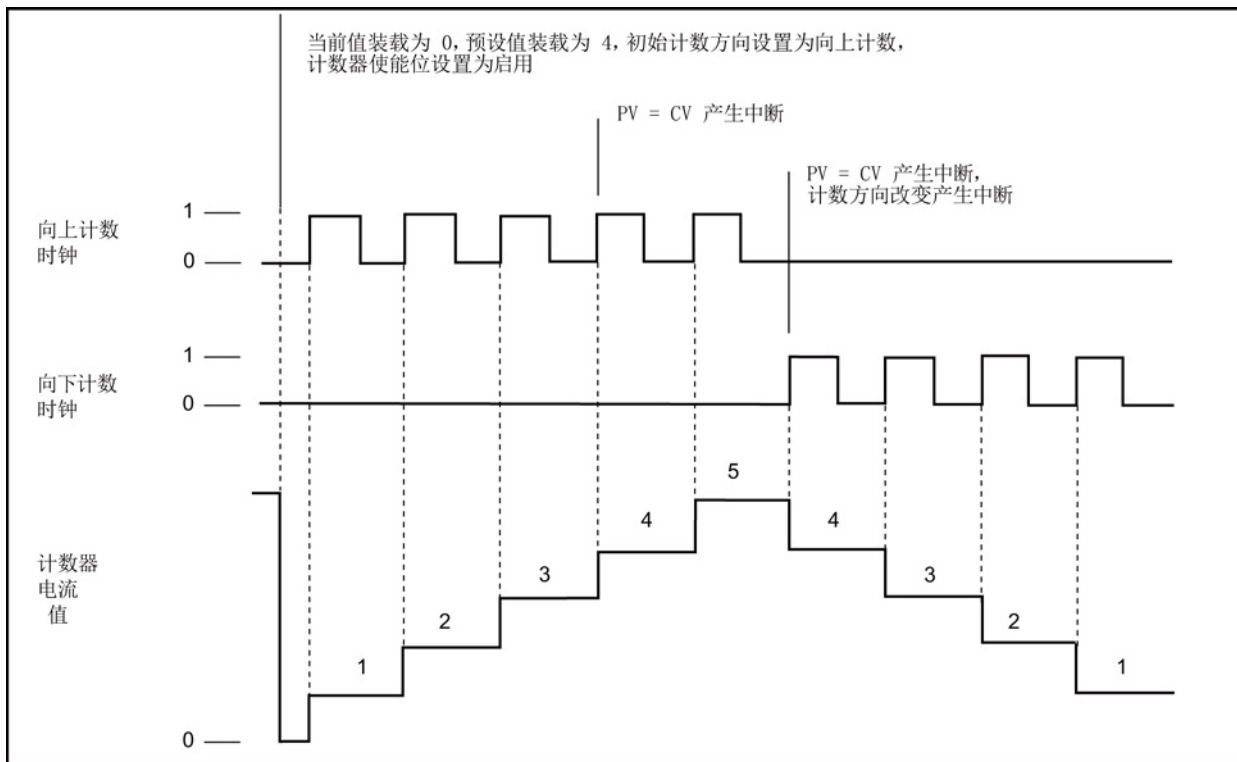 当前值装载为 0, 预设值装载为 4, 初始计数方向设置为向上计数,
计数器使能位设置为启用
PV = CV 产生中断
PV = CV 产生中断,
计数方向改变产生中断
向上计数
时钟
1
0
向下计数
时钟
1
0
计数器
电流
值
0
1
2
3
4
5
4
3
2
1